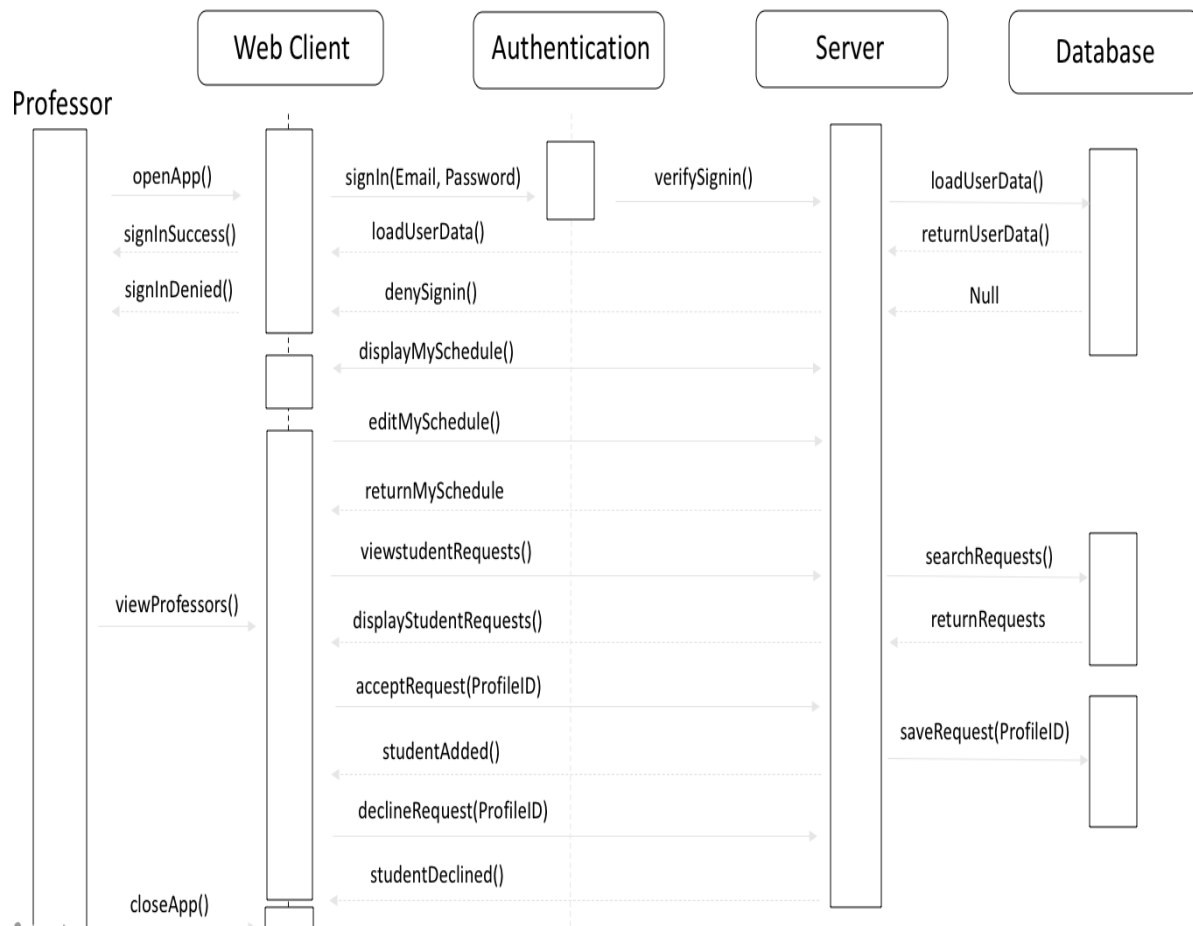 Web Client
Authentication
Server
Database
Professor
openApp()
signIn(Email, Password)
verifySignin()
loadUserData()
signInSuccess()
loadUserData()
returnUserData()
signInDenied()
denySignin()
Null
displayMySchedule()
editMySchedule()
returnMySchedule
viewstudentRequests()
searchRequests()
viewProfessors()
displayStudentRequests()
returnRequests
acceptRequest(ProfileID)
saveRequest(ProfileID)
studentAdded()
declineRequest(ProfileID)
studentDeclined()
closeApp()